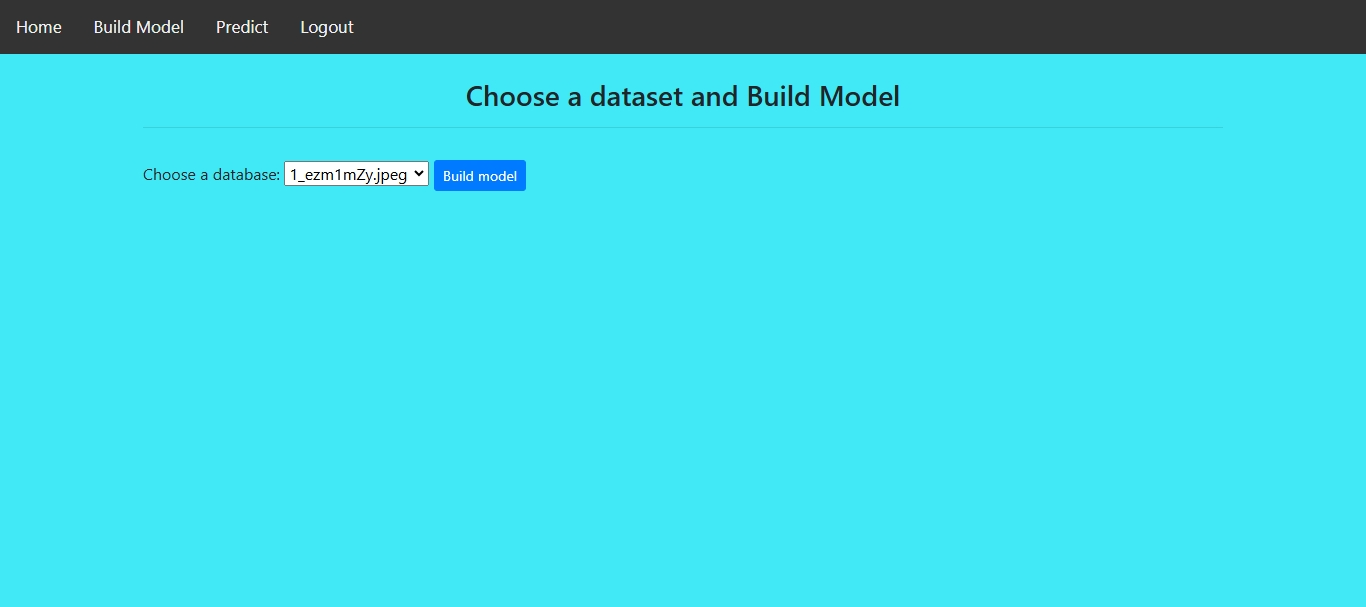 Home Build Model Predict Logout
Choose a dataset and Build Model
Choose a database: 1_ezm1mZy.jpeg Build model